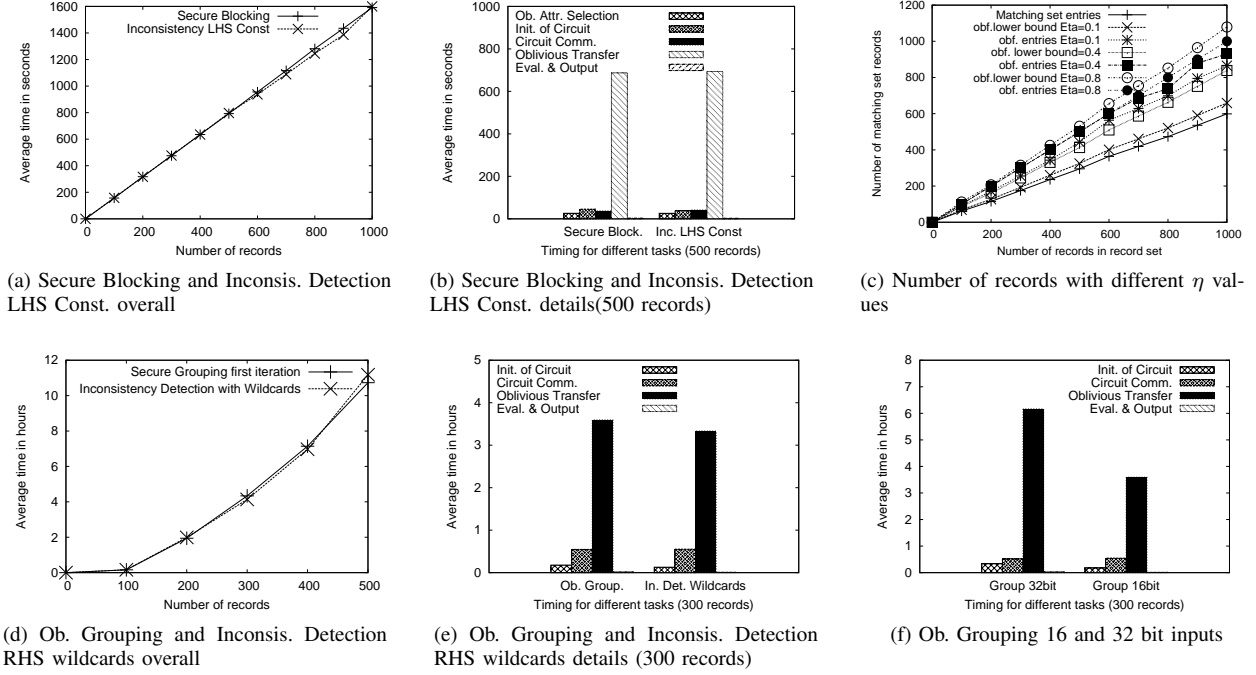 1600
1400
1200
1000
800
600
400
200
0
Average time in seconds
Secure Blocking
Inconsistency LHS Const
0 200 400 600 800 1000
Number of records
(a) Secure Blocking and Inconsis. Detection
LHS Const. overall
1000
800
600
400
200
0
Average time in seconds
Ob. Attr. Selection
Init. of Circuit
Circuit Comm.
Oblivious Transfer
Eval. & Output
Secure Block. Inc. LHS Const
Timing for different tasks (500 records)
(b) Secure Blocking and Inconsis. Detection
LHS Const. details(500 records)
1200
1000
800
600
400
200
0
Number of matching set records
Matching set entries
obf.lower bound Eta=0.1
obf. entries Eta=0.1
obf. lower bound=0.4
obf. entries Eta=0.4
obf.lower bound Eta=0.8
obf. entries Eta=0.8
0 200 400 600 800 1000
Number of records in record set
(c) Number of records with different η val-
ues
12
10
8
6
4
2
0
Average time in hours
Secure Grouping first iteration
Inconsistency Detection with Wildcards
0 100 200 300 400 500
Number of records
(d) Ob. Grouping and Inconsis. Detection
RHS wildcards overall
5
4
3
2
1
0
Average time in hours
Init. of Circuit
Circuit Comm.
Oblivious Transfer
Eval. & Output
Ob. Group. In. Det. Wildcards
Timing for different tasks (300 records)
(e) Ob. Grouping and Inconsis. Detection
RHS wildcards details (300 records)
8
7
6
5
4
3
2
1
0
Average time in hours
Init. of Circuit
Circuit Comm.
Oblivious Transfer
Eval. & Output
Group 32bit Group 16bit
Timing for different tasks (300 records)
(f) Ob. Grouping 16 and 32 bit inputs